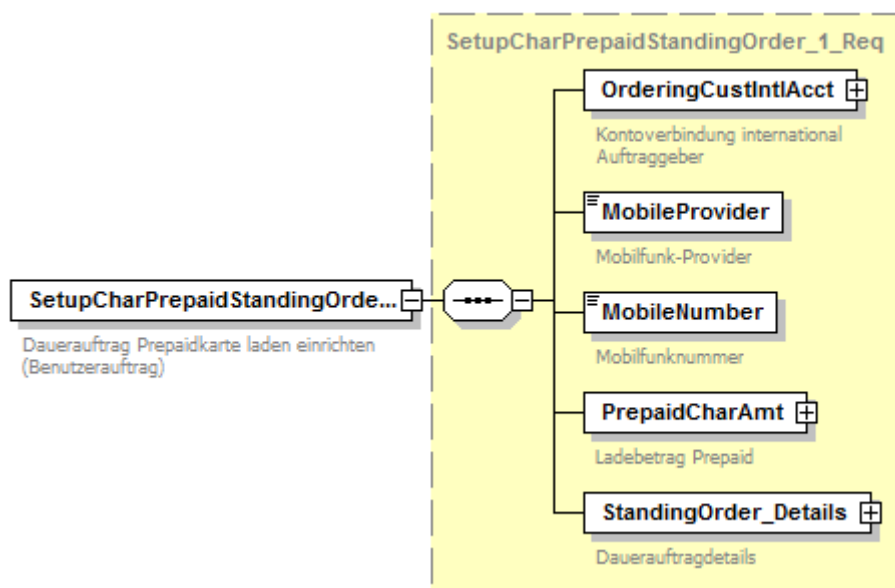 SetupCharPrepaidStandingOrder_1_Req
OrderingCustIntlAcct
Kontoverbindung international
Auftraggeber
MobileProvider
Mobilfunk-Provider
SetupCharPrepaidStandingOrde...
Dauerauftrag Prepaidkarte laden einrichten
(Benutzerauftrag)
MobileNumber
Mobilfunknummer
PrepaidCharAmt
Ladebetrag Prepaid
StandingOrder_Details
Dauerauftragdetails